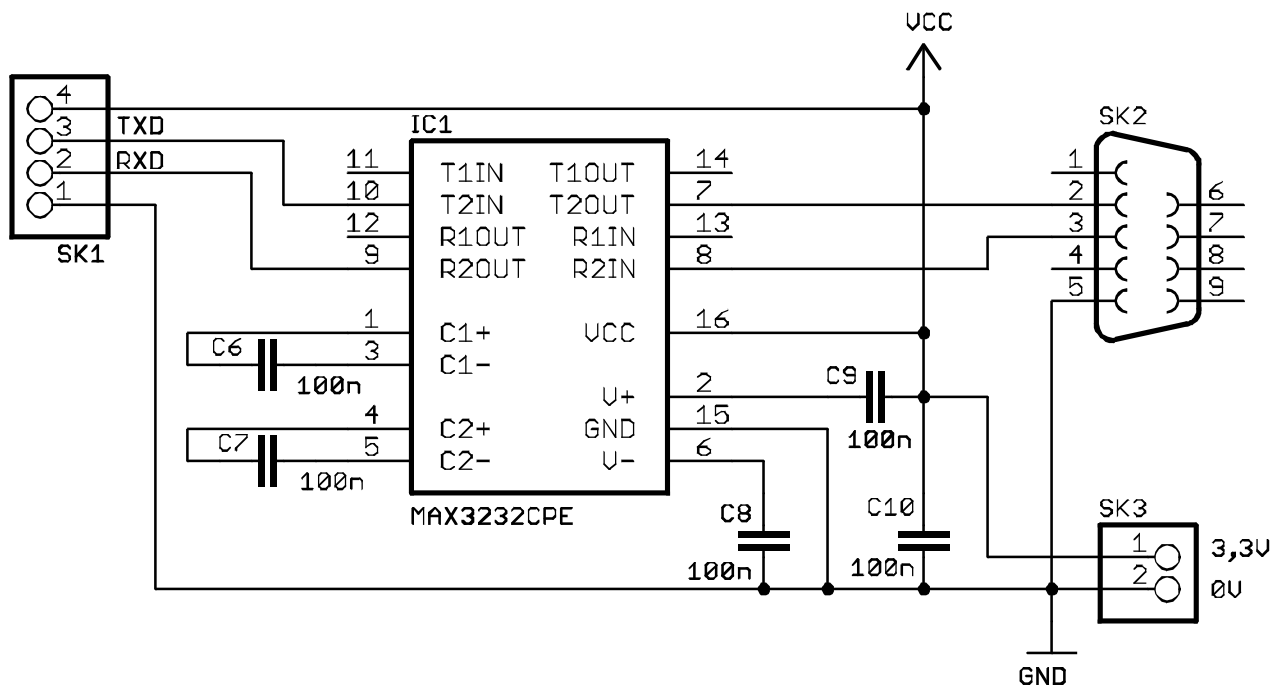 VCC
4
3
TXD
2
RXD
1
SK1
IC1
11 T1IN T1OUT 14
10 T2IN T2OUT 7
12 R1OUT R1IN 13
9 R2OUT R2IN 8
1 C1+ VCC 16
3 C1-
V+ 2
4 C2+ GND 15
5 C2- V- 6
MAX3232CPE
C6
100n
C7
100n
C9
100n
C8
100n
C10
100n
SK2
1
2 6
3 7
4 8
5 9
SK3
1 3,3V
2 0V
GND